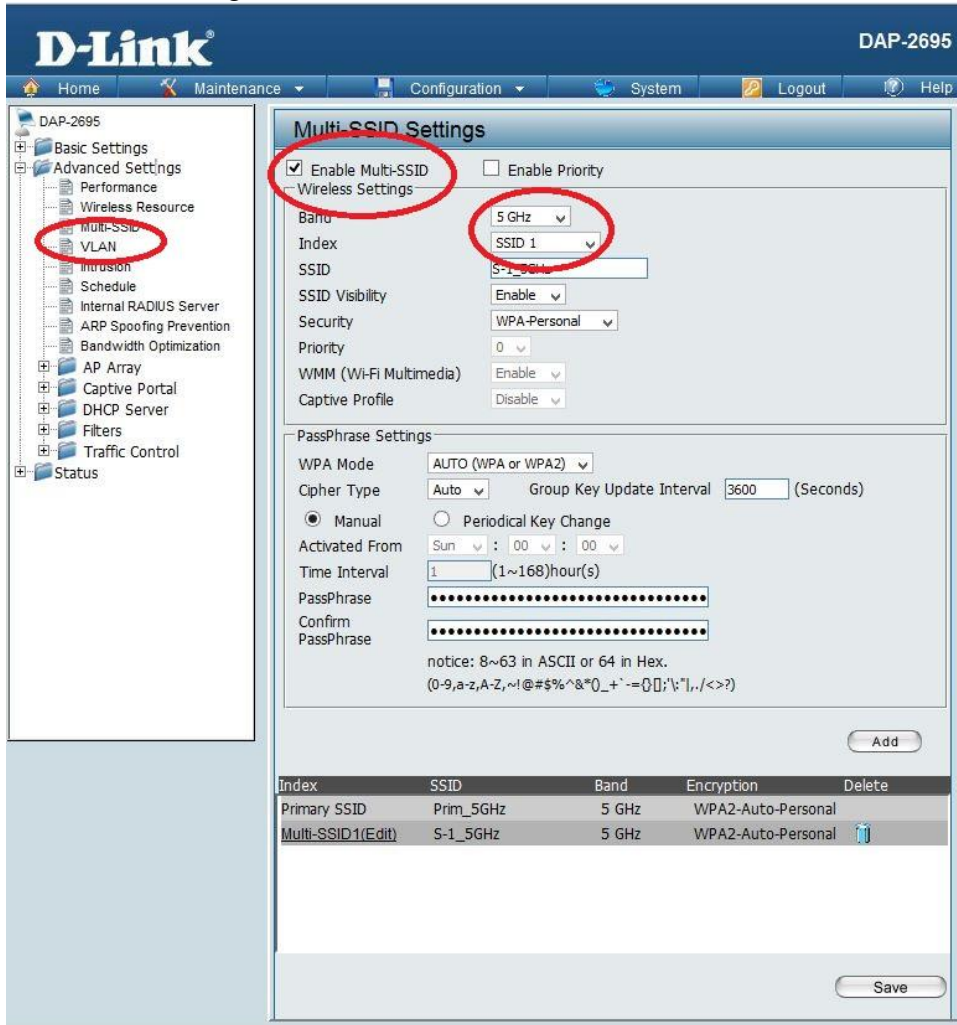 D-Link®
DAP-2695
Home Maintenance Configuration System Logout Help
DAP-2695
Basic Settings
Advanced Settings
Performance
Wireless Resource
Multi-SSID
VLAN
Intrusion
Schedule
Internal RADIUS Server
ARP Spoofing Prevention
Bandwidth Optimization
AP Array
Captive Portal
DHCP Server
Filters
Traffic Control
Status
Multi-SSID Settings
Enable Multi-SSID Enable Priority
Wireless Settings
Band 5 GHz
Index SSID 1
SSID S-1_5GHz
SSID Visibility Enable
Security WPA-Personal
Priority 0
WMM (Wi-Fi Multimedia) Enable
Captive Profile Disable
PassPhrase Settings
WPA Mode AUTO (WPA or WPA2)
Cipher Type Auto Group Key Update Interval 3600 (Seconds)
Manual Periodical Key Change
Activated From Sun : 00 : 00
Time Interval 1 (1~168)hour(s)
PassPhrase ••••••••••••••••••••••••••••••••
Confirm
PassPhrase ••••••••••••••••••••••••••••••••
notice: 8~63 in ASCII or 64 in Hex.
(0-9,a-z,A-Z,~!@#$%^&*()_+`-={}[];'\:"|,./<>?)
Add
Index SSID Band Encryption Delete
Primary SSID Prim_5GHz 5 GHz WPA2-Auto-Personal
Multi-SSID1(Edit) S-1_5GHz 5 GHz WPA2-Auto-Personal
Save